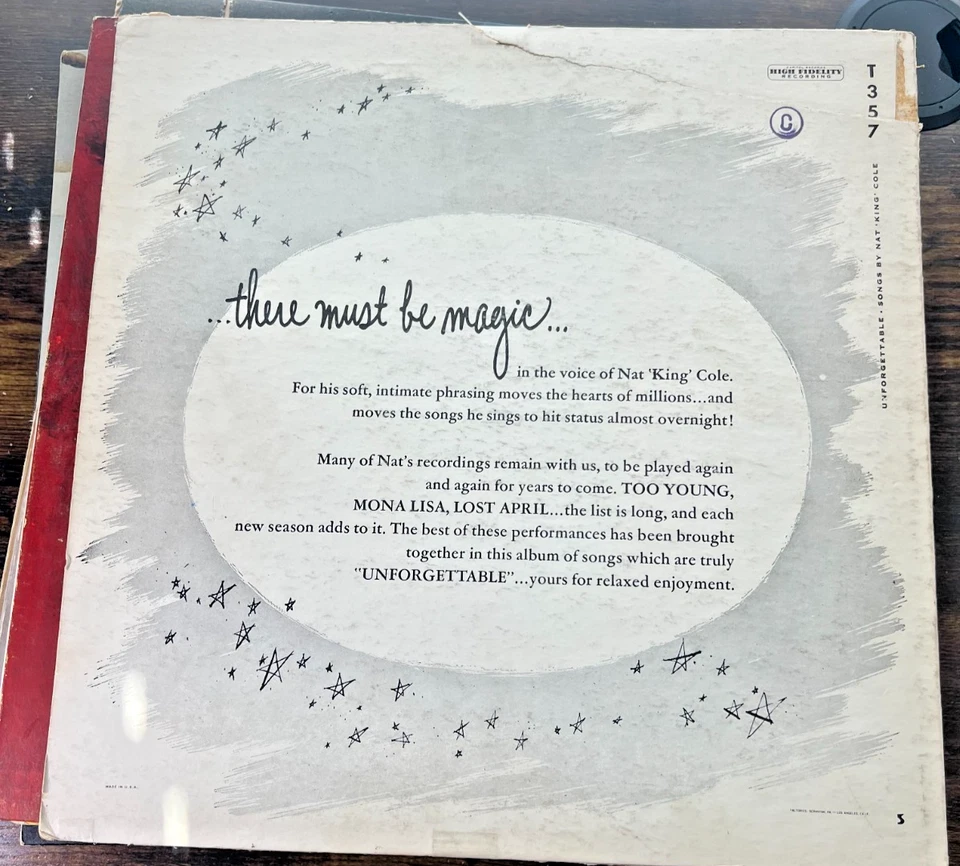 CAPITOL RECORDS
HIGH FIDELITY
RECORDING
T357
C
UNFORGETTABLE • SONGS BY NAT 'KING' COLE
...there must be magic...
in the voice of Nat 'King' Cole.
For his soft, intimate phrasing moves the hearts of millions...and
moves the songs he sings to hit status almost overnight!
Many of Nat's recordings remain with us, to be played again
and again for years to come. TOO YOUNG,
MONA LISA, LOST APRIL...the list is long, and each
new season adds to it. The best of these performances has been brought
together in this album of songs which are truly
"UNFORGETTABLE"...yours for relaxed enjoyment.
MADE IN U.S.A.
5